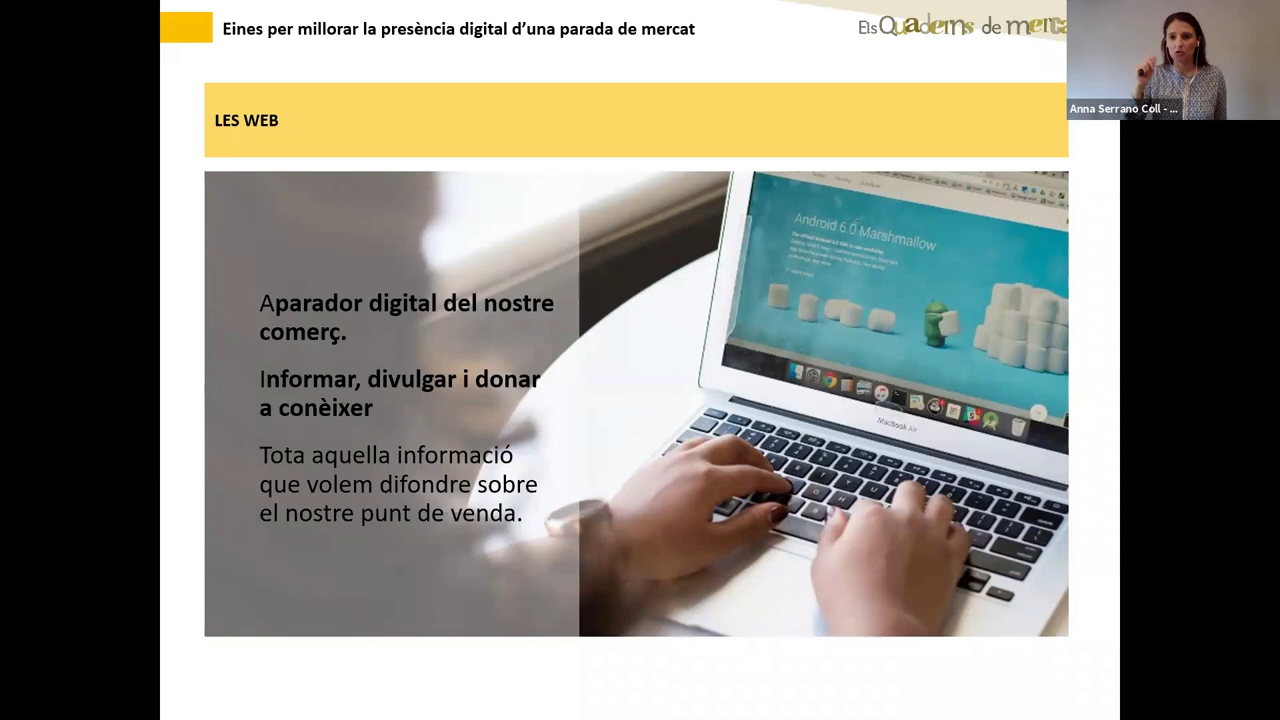 Eines per millorar la presència digital d’una parada de mercat
Els Quaderns de merca
Anna Serrano Coll - ...
LES WEB
Aparador digital del nostre
comerç.
Informar, divulgar i donar
a conèixer
Tota aquella informació
que volem difondre sobre
el nostre punt de venda.
Android 6.0 Marshmallow
MacBook Air